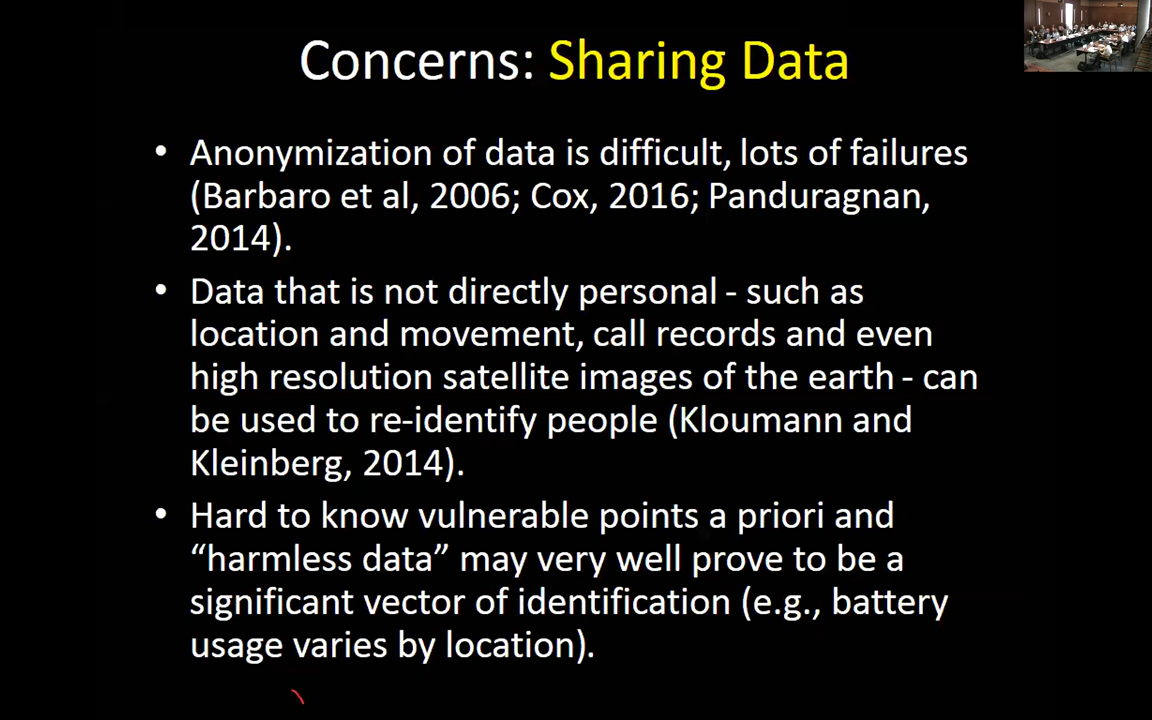 Concerns: Sharing Data
• Anonymization of data is difficult, lots of failures
(Barbaro et al, 2006; Cox, 2016; Panduragnan,
2014).
• Data that is not directly personal - such as
location and movement, call records and even
high resolution satellite images of the earth - can
be used to re-identify people (Kloumann and
Kleinberg, 2014).
• Hard to know vulnerable points a priori and
“harmless data” may very well prove to be a
significant vector of identification (e.g., battery
usage varies by location).